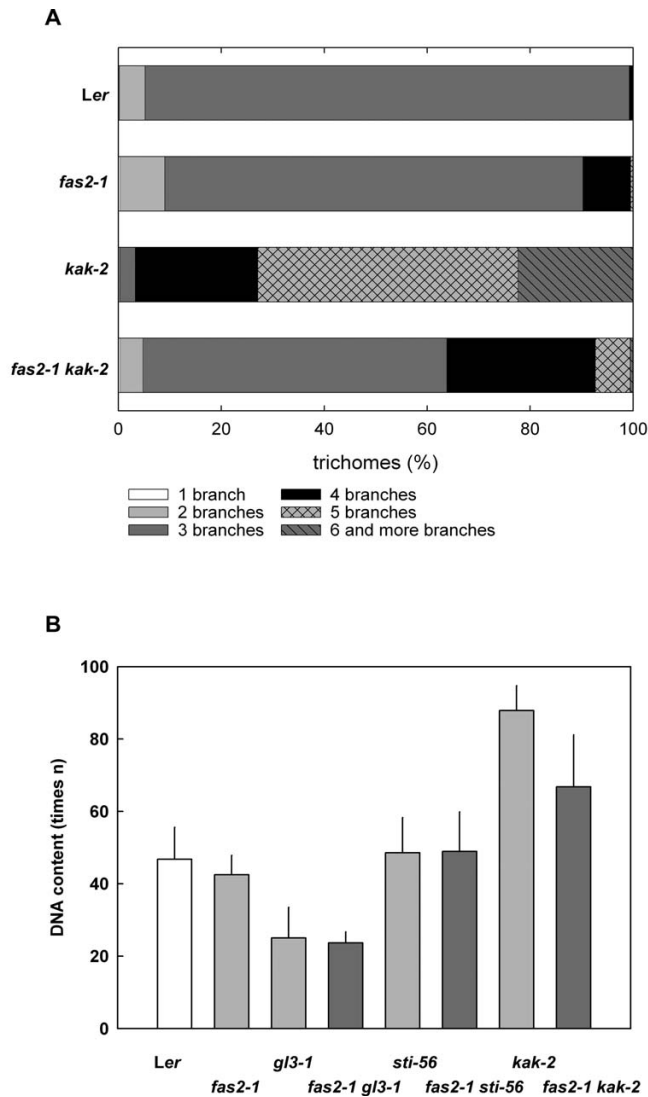 A
Ler
fas2-1
kak-2
fas2-1 kak-2
0 20 40 60 80 100
trichomes (%)
1 branch 4 branches
2 branches 5 branches
3 branches 6 and more branches
B
100
80
60
40
20
0
DNA content (times n)
Ler gl3-1 sti-56 kak-2
fas2-1 fas2-1 gl3-1 fas2-1 sti-56 fas2-1 kak-2